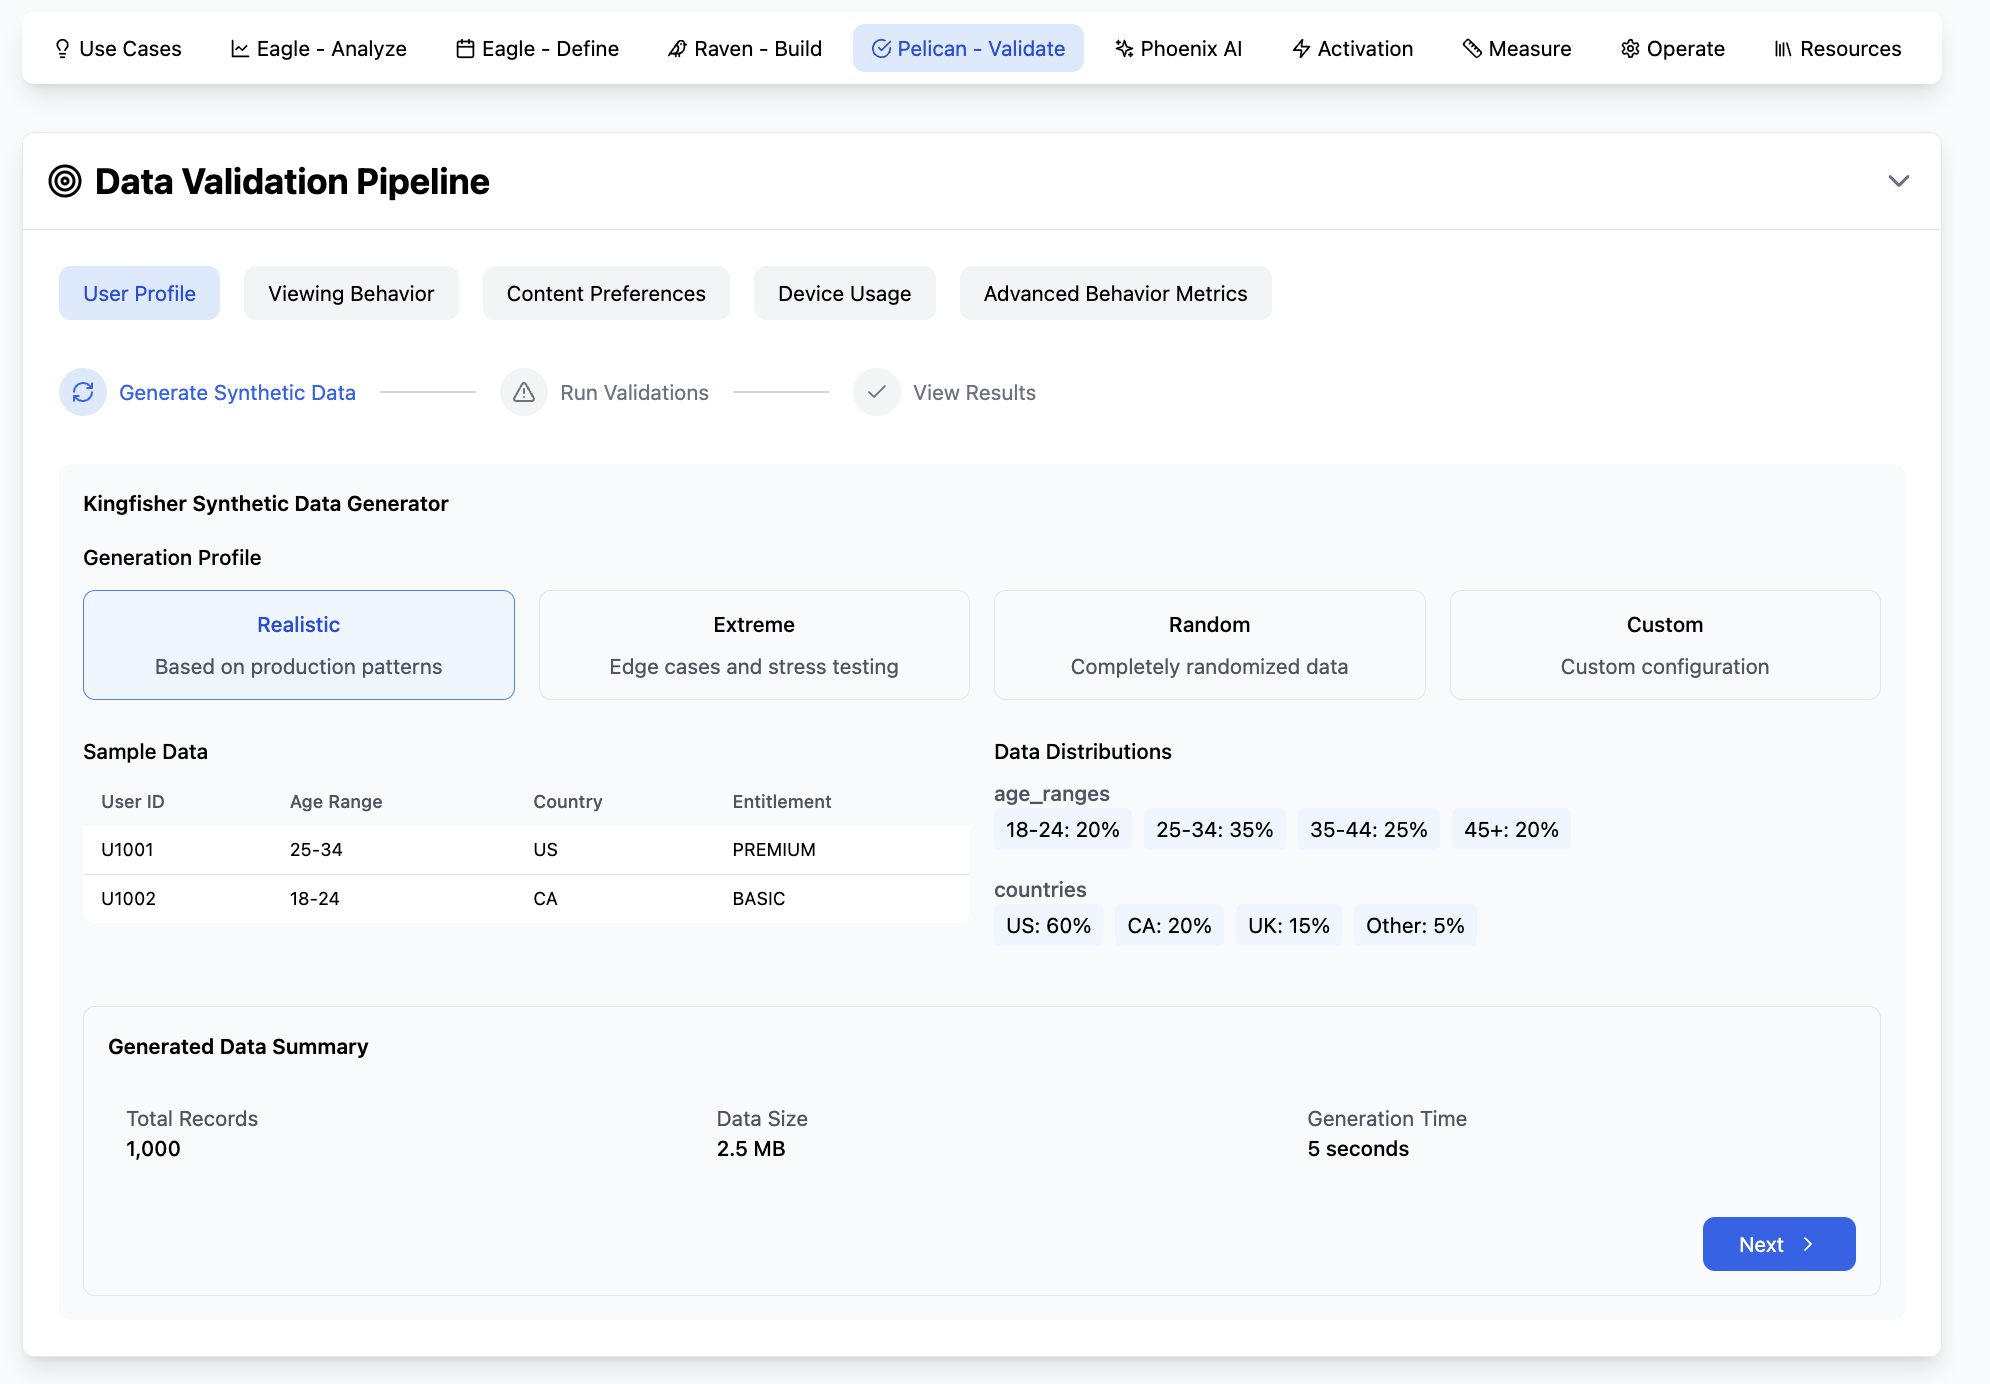 Use Cases
Eagle - Analyze
Eagle - Define
Raven - Build
Pelican - Validate
Phoenix AI
Activation
Measure
Operate
Resources
Data Validation Pipeline
User Profile
Viewing Behavior
Content Preferences
Device Usage
Advanced Behavior Metrics
Generate Synthetic Data
Run Validations
View Results
Kingfisher Synthetic Data Generator
Generation Profile
Realistic
Based on production patterns
Extreme
Edge cases and stress testing
Random
Completely randomized data
Custom
Custom configuration
Sample Data
User ID Age Range Country Entitlement
U1001 25-34 US PREMIUM
U1002 18-24 CA BASIC
Data Distributions
age_ranges
18-24: 20% 25-34: 35% 35-44: 25% 45+: 20%
countries
US: 60% CA: 20% UK: 15% Other: 5%
Generated Data Summary
Total Records
1,000
Data Size
2.5 MB
Generation Time
5 seconds
Next